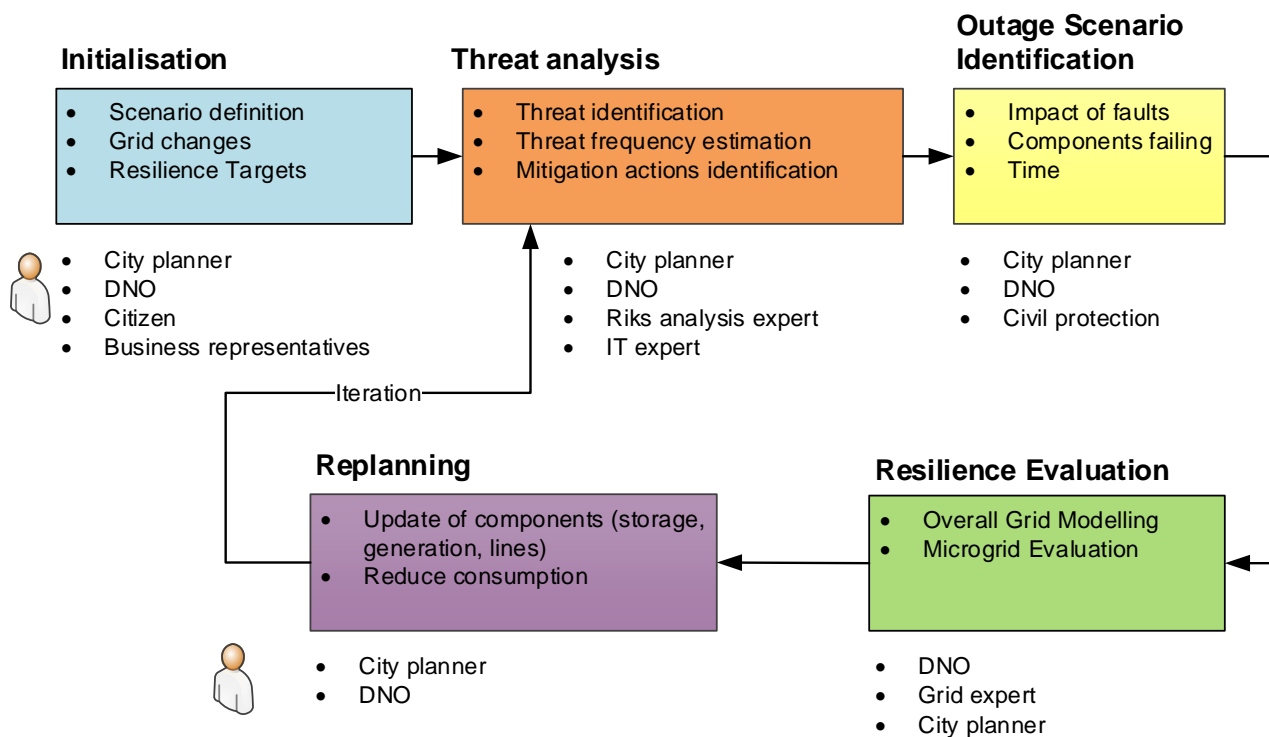 Initialisation
• Scenario definition
• Grid changes
• Resilience Targets
• City planner
• DNO
• Citizen
• Business representatives
Threat analysis
• Threat identification
• Threat frequency estimation
• Mitigation actions identification
• City planner
• DNO
• Riks analysis expert
• IT expert
Outage Scenario
Identification
• Impact of faults
• Components failing
• Time
• City planner
• DNO
• Civil protection
Iteration
Replanning
• Update of components (storage,
generation, lines)
• Reduce consumption
• City planner
• DNO
Resilience Evaluation
• Overall Grid Modelling
• Microgrid Evaluation
• DNO
• Grid expert
• City planner